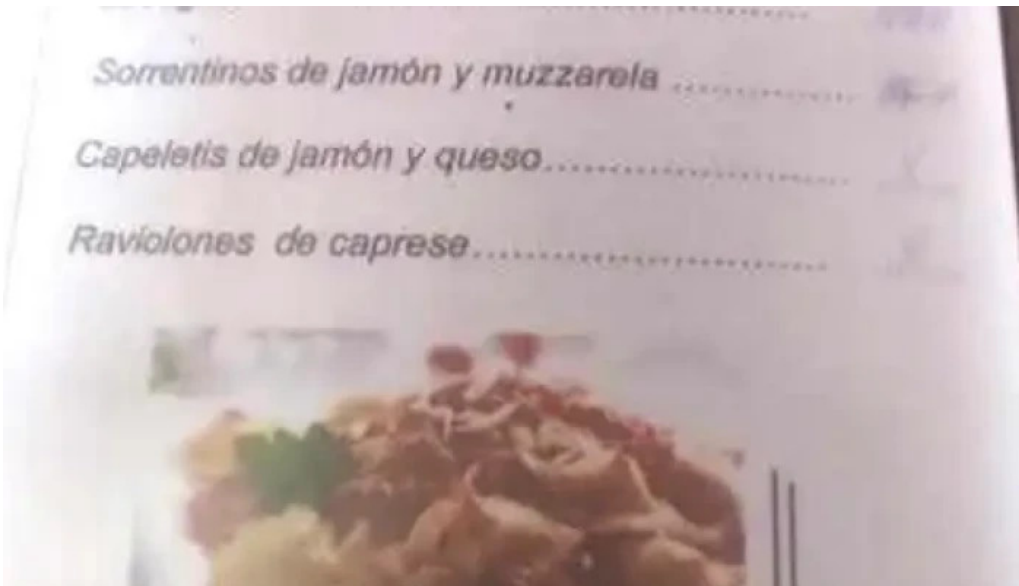 Sorrentinos de jamón y muzzarela ................
Capeletis de jamón y queso..............................
Raviolones de caprese..................................